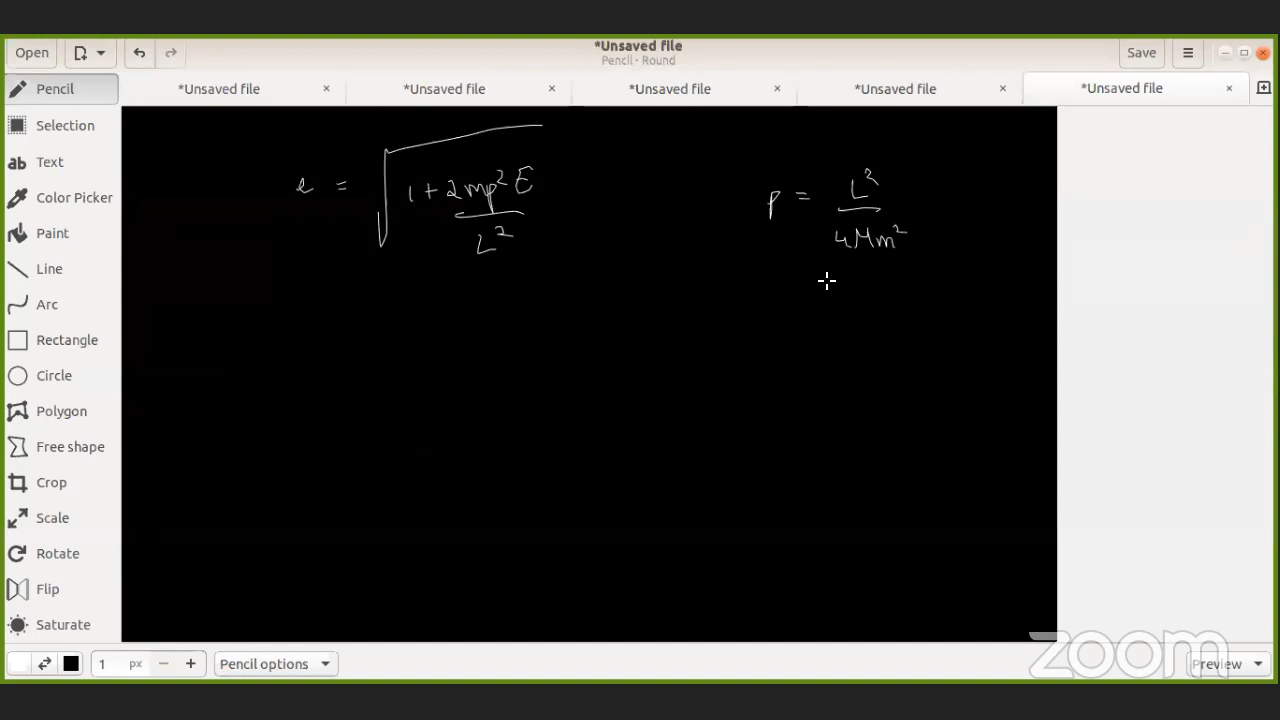 *Unsaved file
Pencil - Round
Open
Save
*Unsaved file
*Unsaved file
*Unsaved file
*Unsaved file
*Unsaved file
Pencil
Selection
Text
Color Picker
Paint
Line
Arc
Rectangle
Circle
Polygon
Free shape
Crop
Scale
Rotate
Flip
Saturate
e = √(1 + 2mp²E / L²)
p = L² / 4Mm²
1 px
Pencil options
Preview
zoom